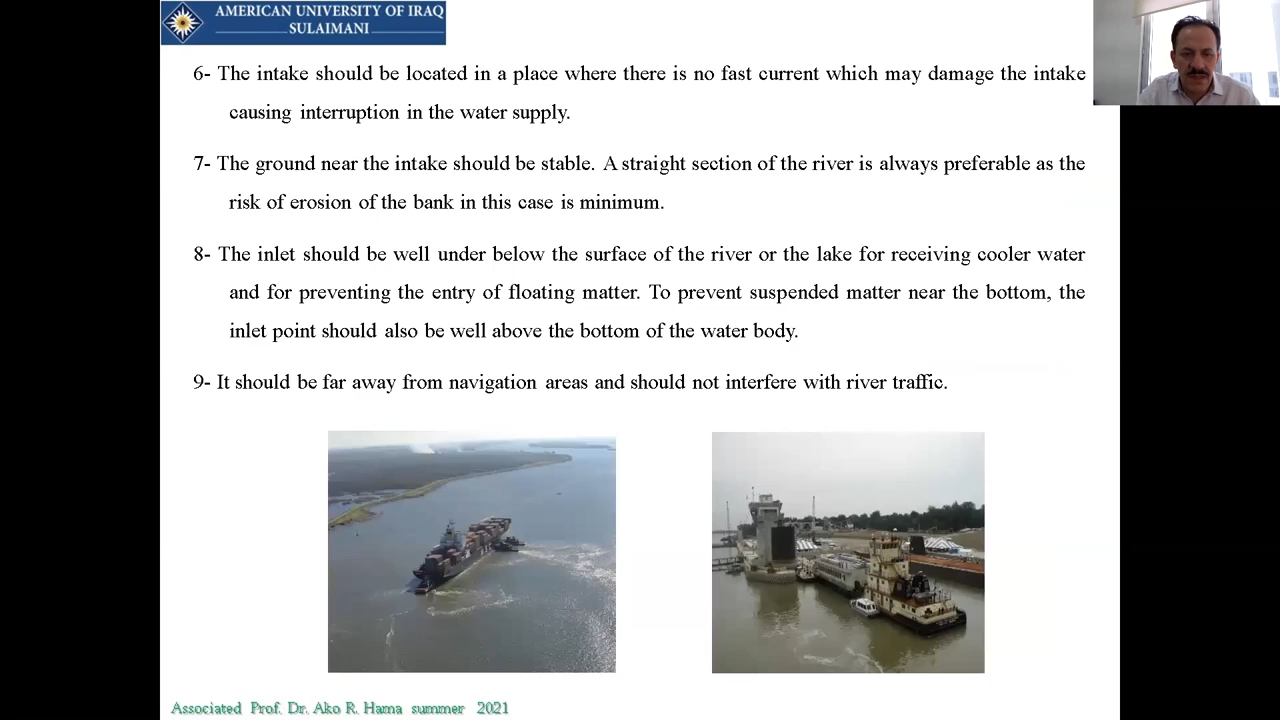 AMERICAN UNIVERSITY OF IRAQ
SULAIMANI
6- The intake should be located in a place where there is no fast current which may damage the intake
causing interruption in the water supply.
7- The ground near the intake should be stable. A straight section of the river is always preferable as the
risk of erosion of the bank in this case is minimum.
8- The inlet should be well under below the surface of the river or the lake for receiving cooler water
and for preventing the entry of floating matter. To prevent suspended matter near the bottom, the
inlet point should also be well above the bottom of the water body.
9- It should be far away from navigation areas and should not interfere with river traffic.
Associated Prof. Dr. Ako R. Hama summer 2021